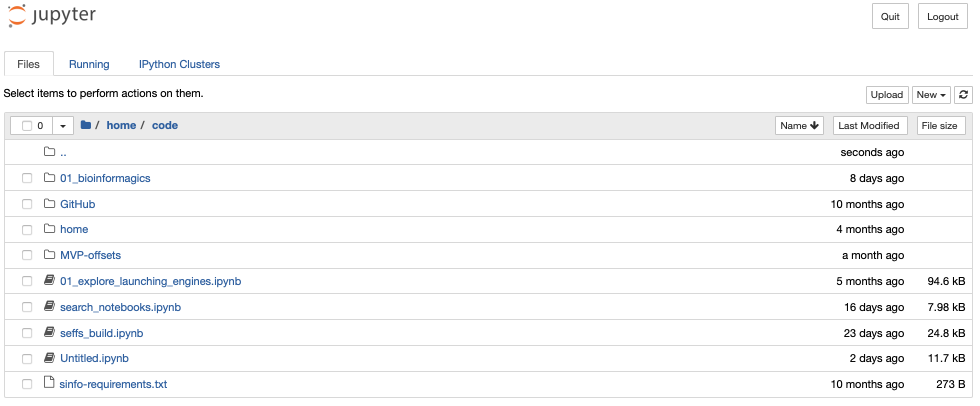 jupyter
Quit Logout
Files Running IPython Clusters
Select items to perform actions on them.
Upload New
0 / home / code Name Last Modified File size
.. seconds ago
01_bioinformagics 8 days ago
GitHub 10 months ago
home 4 months ago
MVP-offsets a month ago
01_explore_launching_engines.ipynb 5 months ago 94.6 kB
search_notebooks.ipynb 16 days ago 7.98 kB
seffs_build.ipynb 23 days ago 24.8 kB
Untitled.ipynb 2 days ago 11.7 kB
sinfo-requirements.txt 10 months ago 273 B